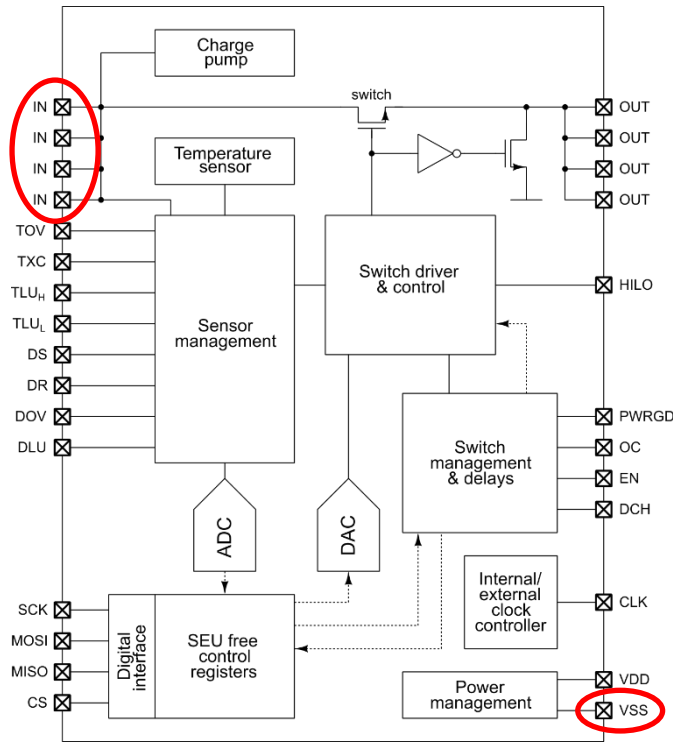 Charge
pump
switch
IN
OUT
IN
OUT
IN
OUT
IN
OUT
Temperature
sensor
TOV
TXC
TLUH
TLUL
DS
DR
DOV
DLU
Sensor
management
Switch driver
& control
HILO
Switch
management
& delays
PWRGD
OC
EN
DCH
ADC
DAC
SCK
MOSI
MISO
CS
Digital
interface
SEU free
control
registers
Internal/
external
clock
controller
CLK
Power
management
VDD
VSS